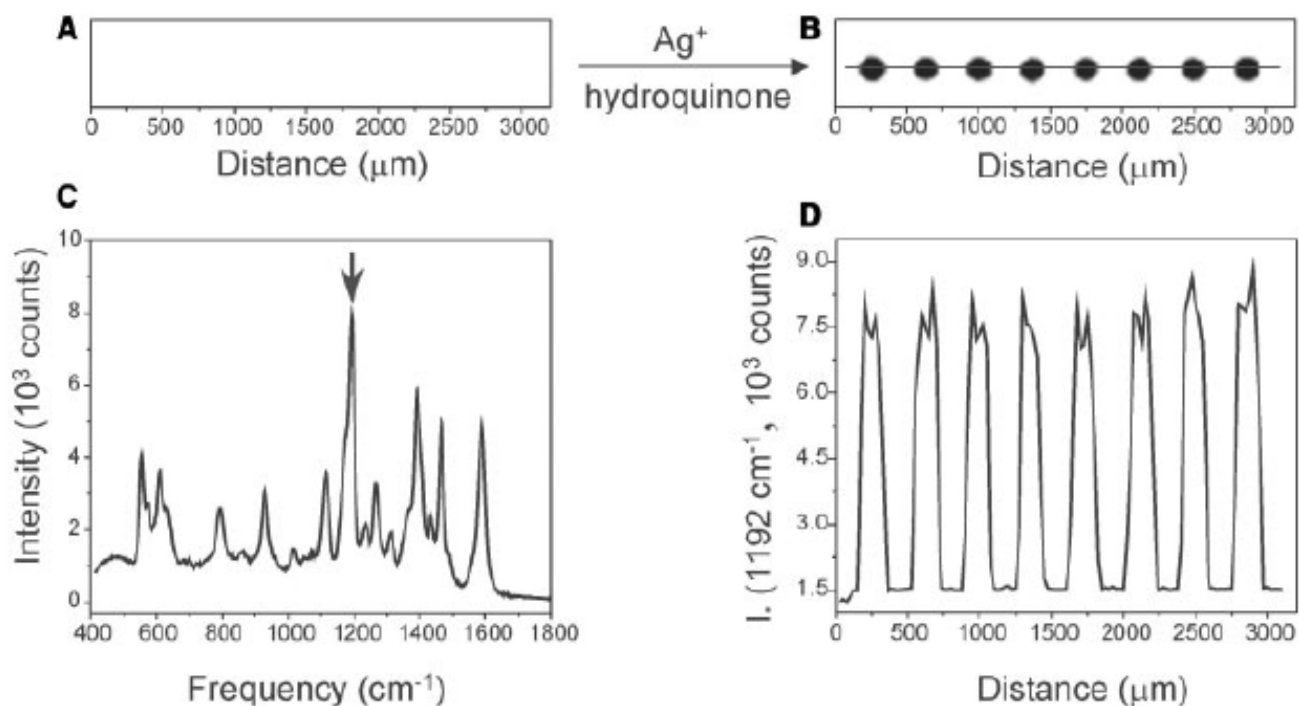 A
0 500 1000 1500 2000 2500 3000
Distance (μm)
Ag⁺
hydroquinone
B
0 500 1000 1500 2000 2500 3000
Distance (μm)
C
10
8
6
4
2
0
Intensity (10³ counts)
400 600 800 1000 1200 1400 1600 1800
Frequency (cm⁻¹)
D
9.0
7.5
6.0
4.5
3.0
1.5
I. (1192 cm⁻¹, 10³ counts)
0 500 1000 1500 2000 2500 3000
Distance (μm)